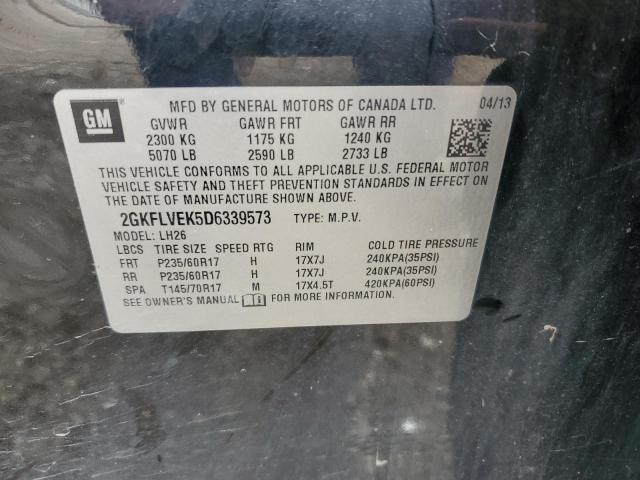 GM
MFD BY GENERAL MOTORS OF CANADA LTD. 04/13
GVWR GAWR FRT GAWR RR
2300 KG 1175 KG 1240 KG
5070 LB 2590 LB 2733 LB
THIS VEHICLE CONFORMS TO ALL APPLICABLE U.S. FEDERAL MOTOR
VEHICLE SAFETY AND THEFT PREVENTION STANDARDS IN EFFECT ON
THE DATE OF MANUFACTURE SHOWN ABOVE.
2GKFLVEK5D6339573 TYPE: M.P.V.
MODEL: LH26
LBCS TIRE SIZE SPEED RTG RIM COLD TIRE PRESSURE
FRT P235/60R17 H 17X7J 240KPA(35PSI)
RR P235/60R17 H 17X7J 240KPA(35PSI)
SPA T145/70R17 M 17X4.5T 420KPA(60PSI)
SEE OWNER'S MANUAL FOR MORE INFORMATION.